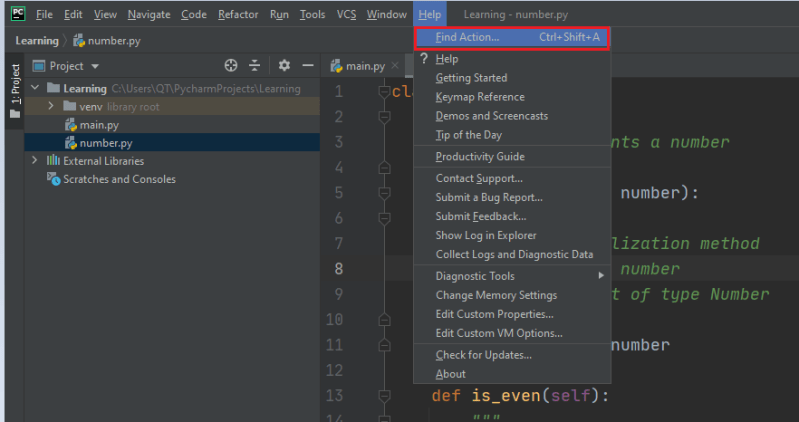 PC File Edit View Navigate Code Refactor Run Tools VCS Window Help Learning - number.py
Learning number.py
1: Project
Project
Learning C:\Users\QT\PycharmProjects\Learning
venv library root
main.py
number.py
External Libraries
Scratches and Consoles
main.py
Find Action... Ctrl+Shift+A
? Help
Getting Started
Keymap Reference
Demos and Screencasts
Tip of the Day
Productivity Guide
Contact Support...
Submit a Bug Report...
Submit Feedback...
Show Log in Explorer
Collect Logs and Diagnostic Data
Diagnostic Tools
Change Memory Settings
Edit Custom Properties...
Edit Custom VM Options...
Check for Updates...
About
1 cl
2
3 nts a number
4
5 number):
6
7 lization method
8 number
9 t of type Number
10
11 number
12
13 def is_even(self):
14 """